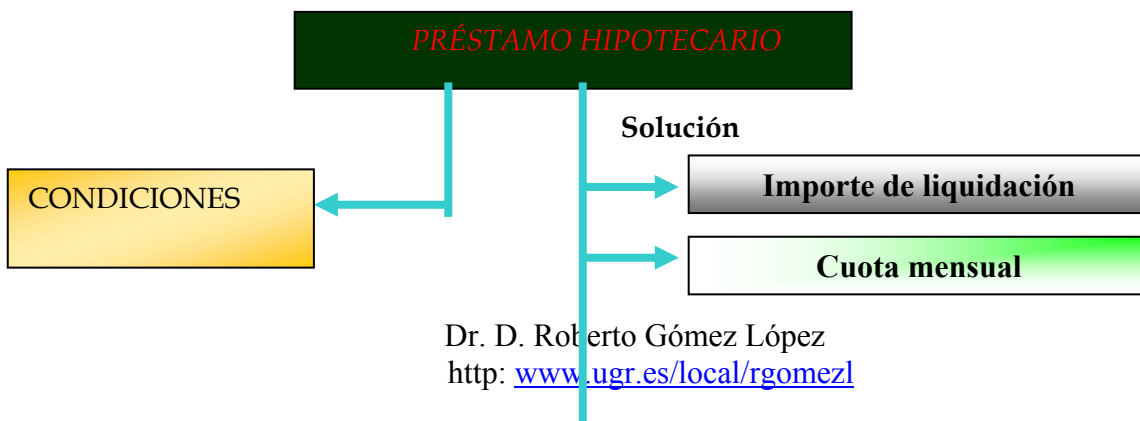 PRÉSTAMO HIPOTECARIO
Solución
CONDICIONES
Importe de liquidación
Cuota mensual
Dr. D. Roberto Gómez López
http: www.ugr.es/local/rgomezl